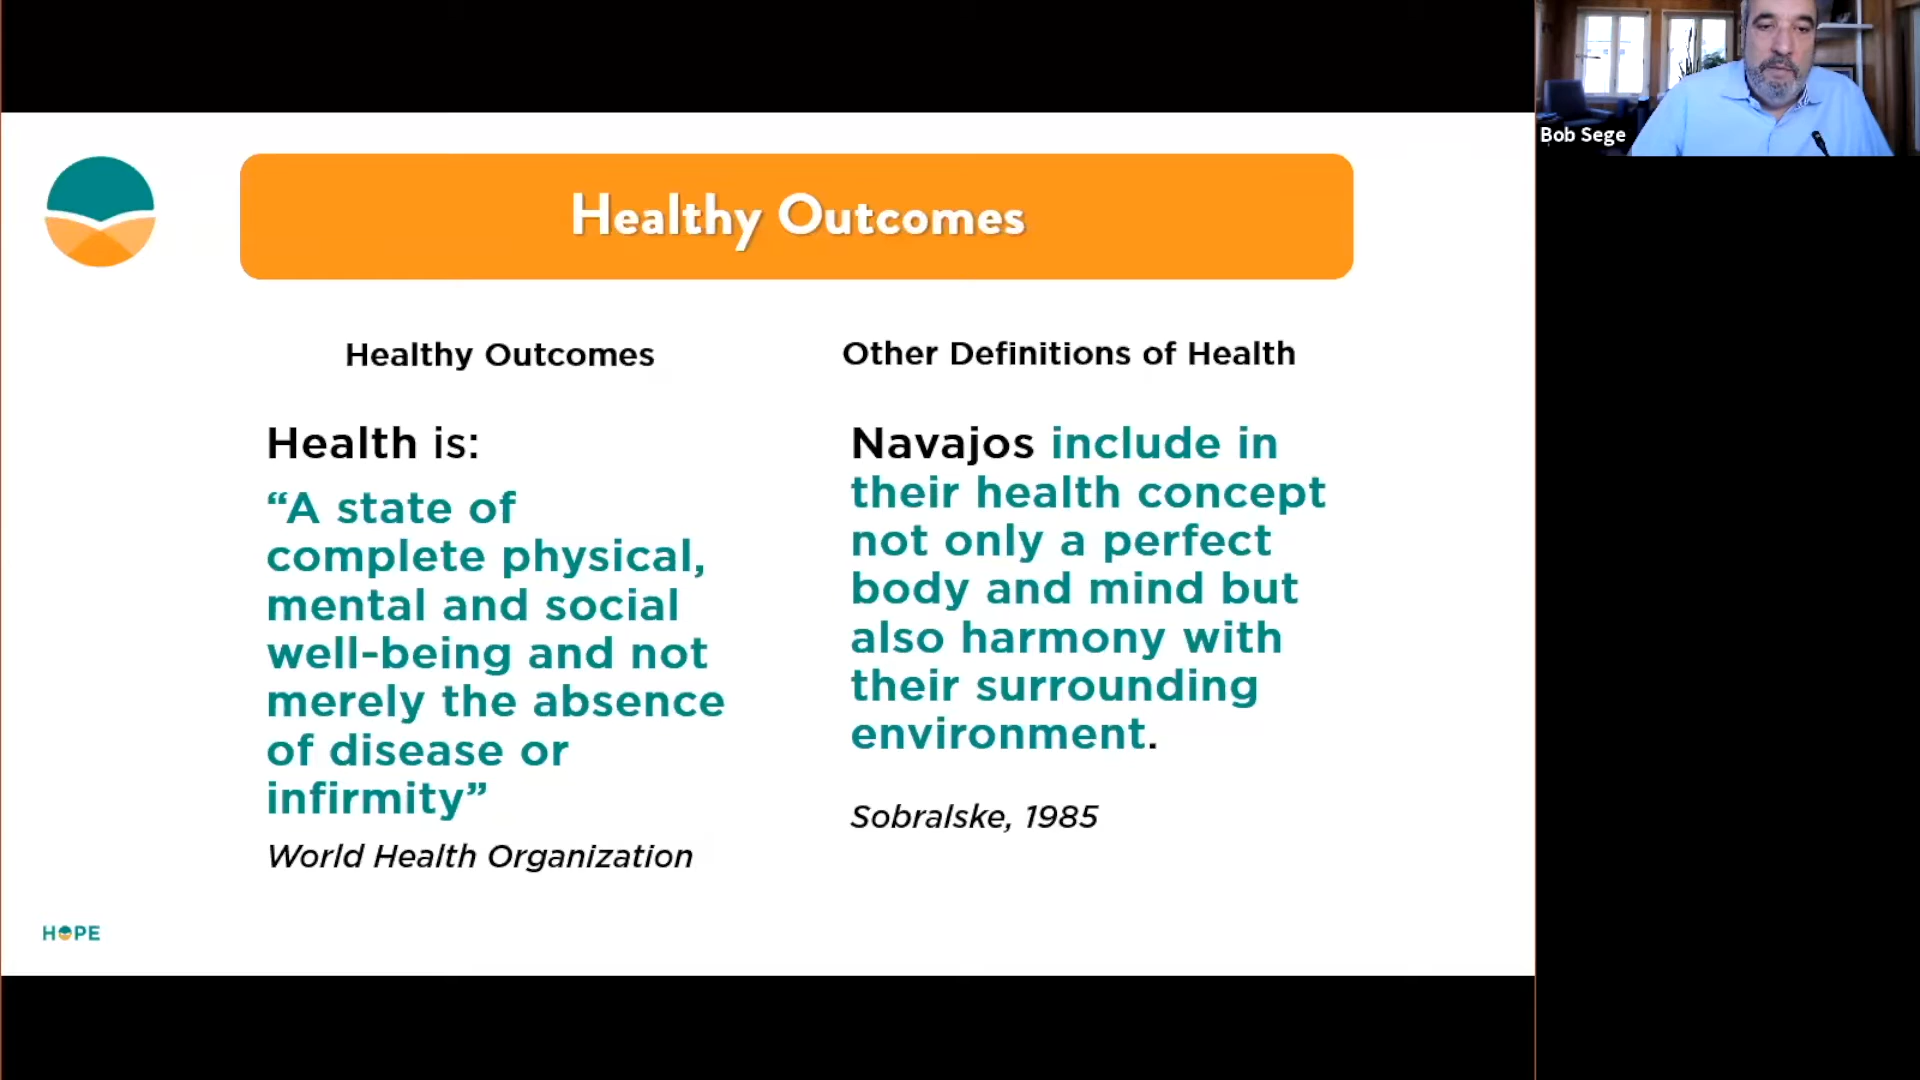 Healthy Outcomes
Healthy Outcomes
Health is:
“A state of
complete physical,
mental and social
well-being and not
merely the absence
of disease or
infirmity”
World Health Organization
Other Definitions of Health
Navajos include in
their health concept
not only a perfect
body and mind but
also harmony with
their surrounding
environment.
Sobralske, 1985
HOPE
Bob Sege